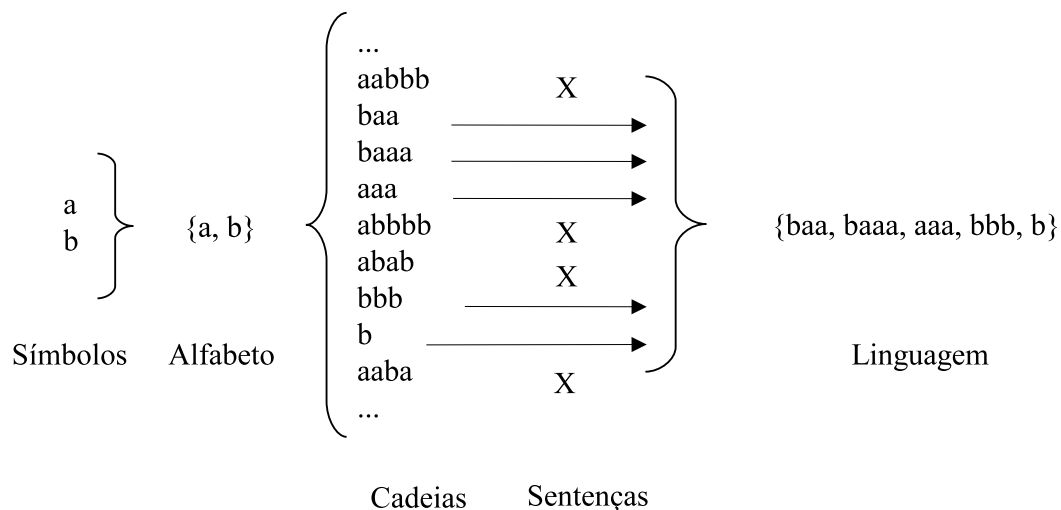 ...
aabbb X
baa
baaa
aaa
abbbb X
abab X
bbb
b
aaba X
...
a
b
{a, b}
{baa, baaa, aaa, bbb, b}
Símbolos Alfabeto Linguagem
Cadeias Sentenças